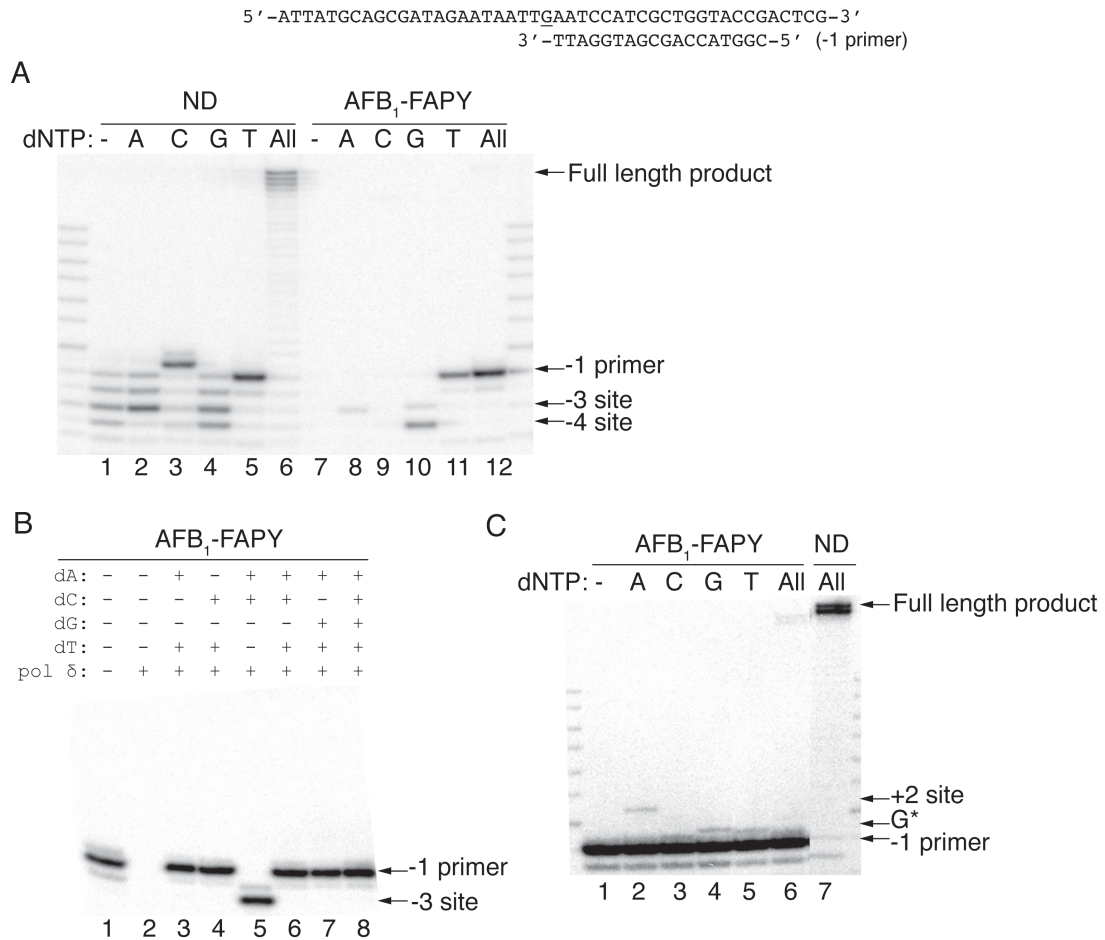 5’-ATTATGCAGCGATAGAATAATTGAATCCATCGCTGGTACCGACTCG-3’
3’-TTAGGTAGCGACCATGGC-5’ (-1 primer)
A
ND AFB1-FAPY
dNTP: - A C G T All - A C G T All
Full length product
-1 primer
-3 site
-4 site
1 2 3 4 5 6 7 8 9 10 11 12
B
AFB1-FAPY
dA: - - + - + + + +
dC: - - - + + + - +
dG: - - - - - - + +
dT: - - + + - + + +
pol δ: - + + + + + + +
-1 primer
-3 site
1 2 3 4 5 6 7 8
C
AFB1-FAPY ND
dNTP: - A C G T All All
Full length product
+2 site
G*
-1 primer
1 2 3 4 5 6 7